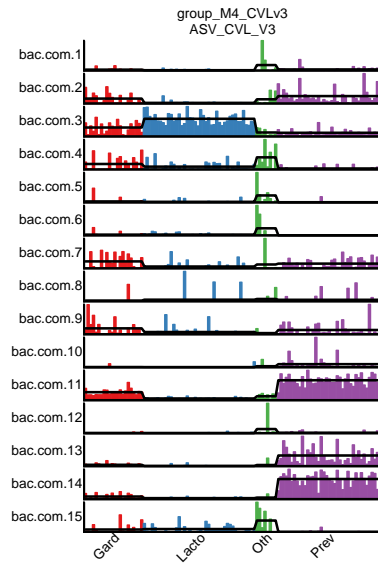 group_M4_CVLv3
ASV_CVL_V3
bac.com.1
bac.com.2
bac.com.3
bac.com.4
bac.com.5
bac.com.6
bac.com.7
bac.com.8
bac.com.9
bac.com.10
bac.com.11
bac.com.12
bac.com.13
bac.com.14
bac.com.15
Gard Lacto Oth Prev